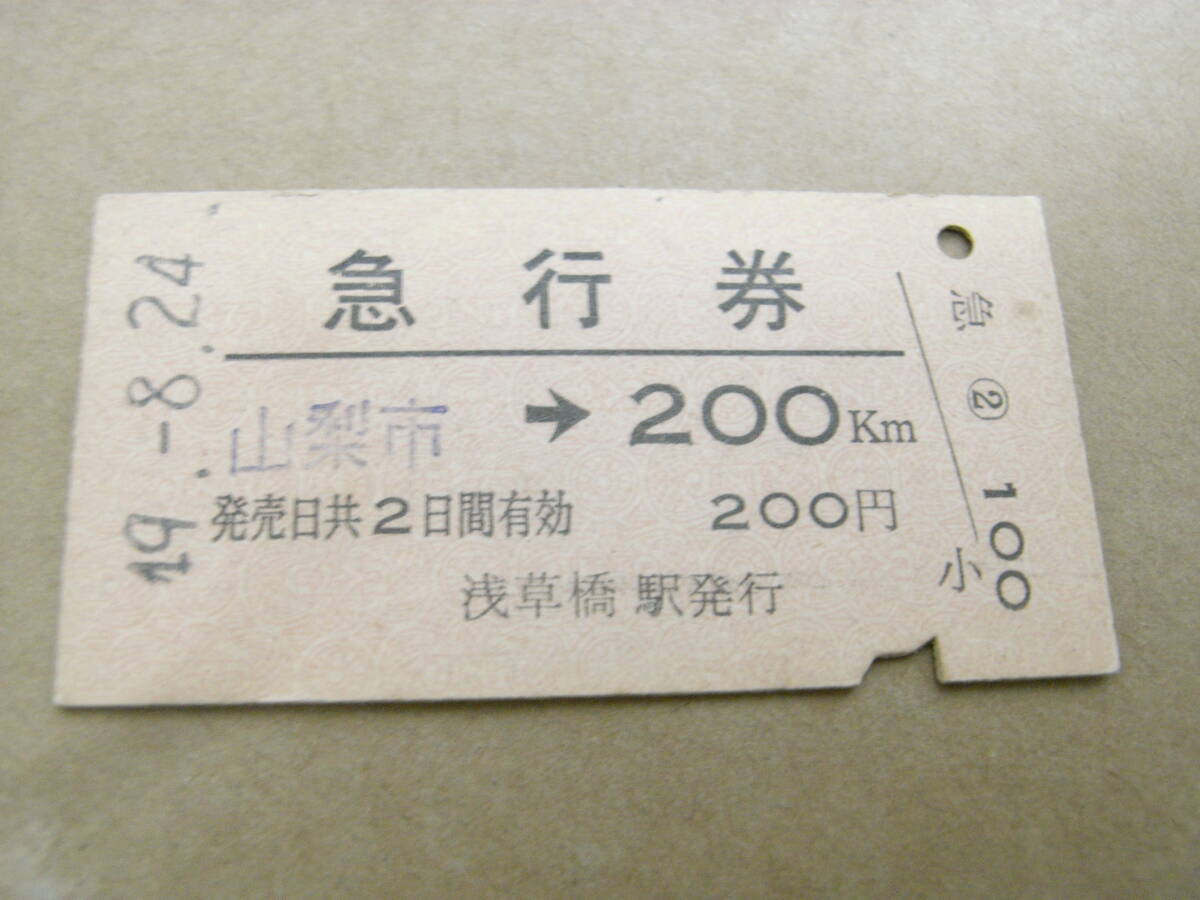 急行券
山梨市 → 200Km
発売日共2日間有効 200円
浅草橋駅発行
19.-8.24
急 ② 100
小